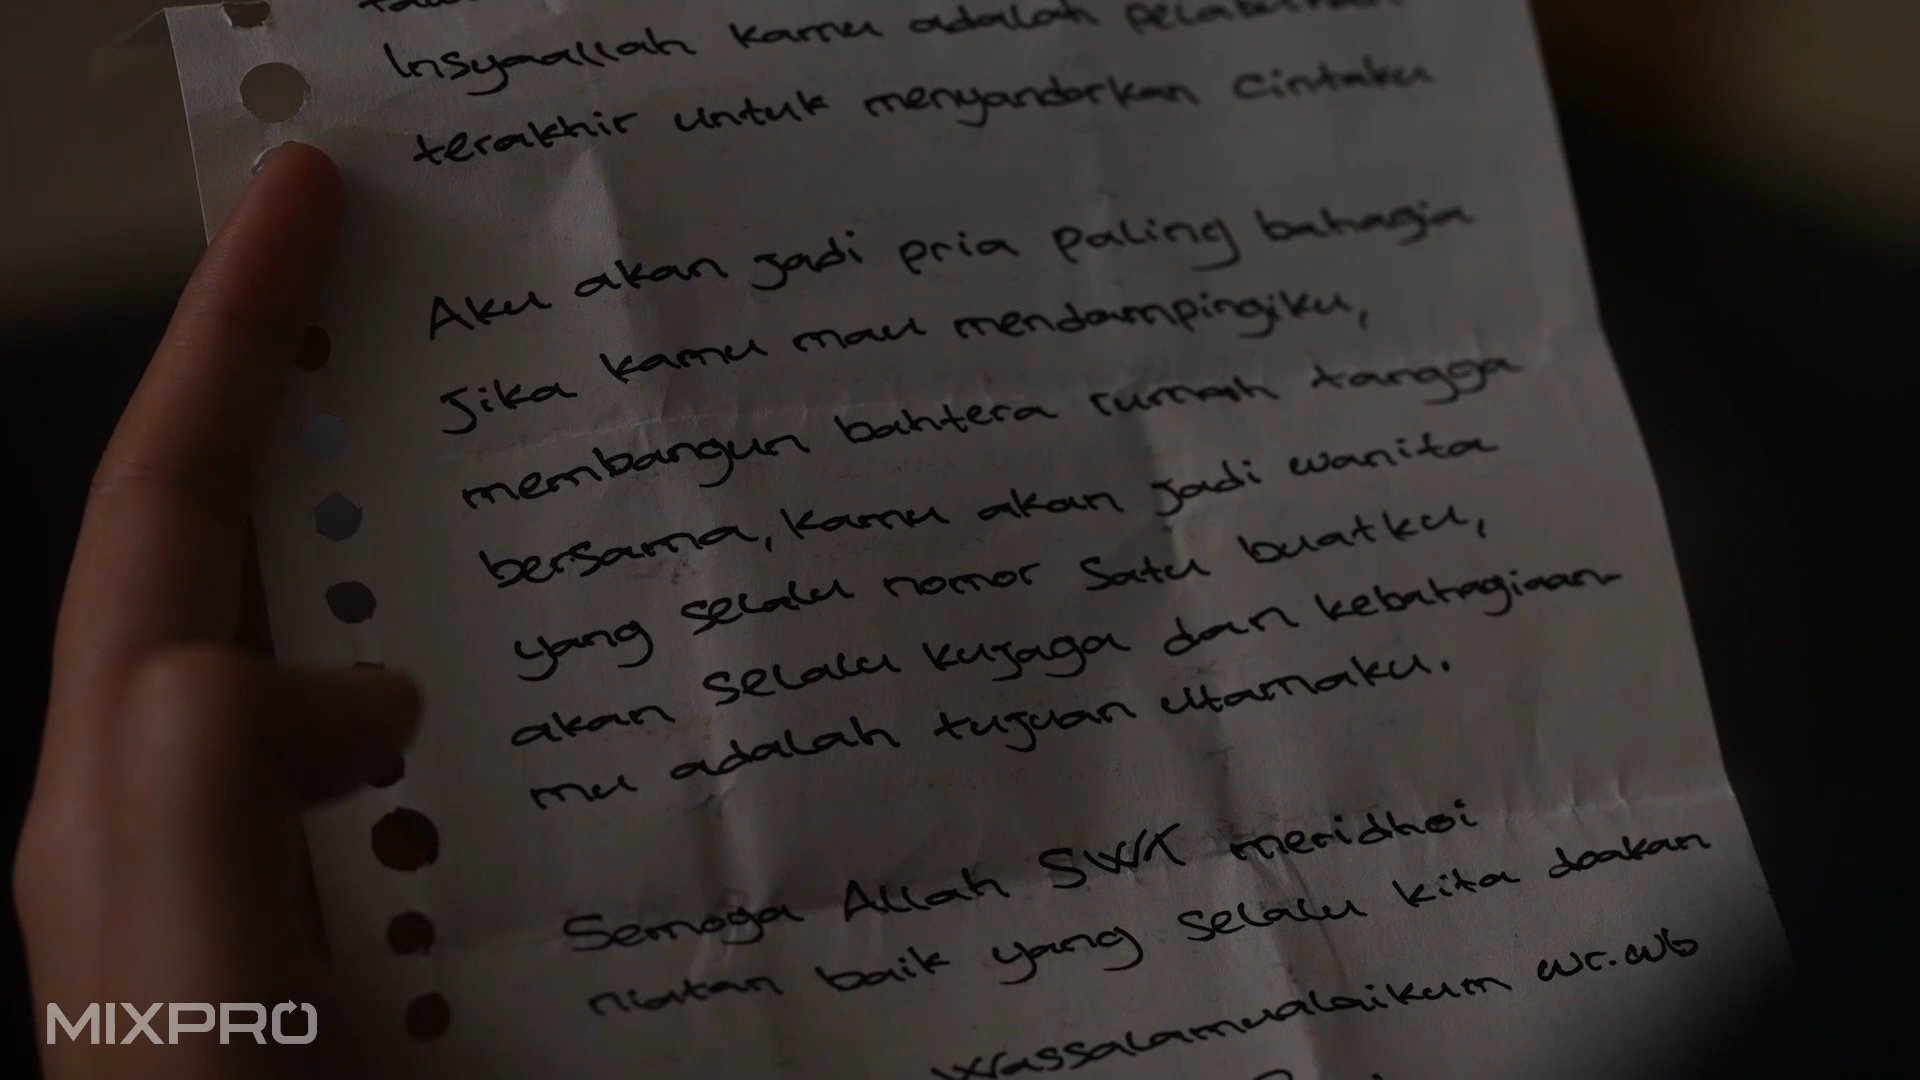 Insyaallah kamu adalah pelabuhan
terakhir untuk menyandarkan cintaku
Aku akan jadi pria paling bahagia
Jika kamu mau mendampingiku,
membangun bahtera rumah tangga
bersama, kamu akan jadi wanita
yang selalu nomor satu buatku,
akan selalu kujaga dan kebahagiaan-
mu adalah tujuan utamaku.
Semoga Allah SWT meridhoi
niatan baik yang selalu kita doakan
Wassalamualaikum wr.wb
MIXPRO